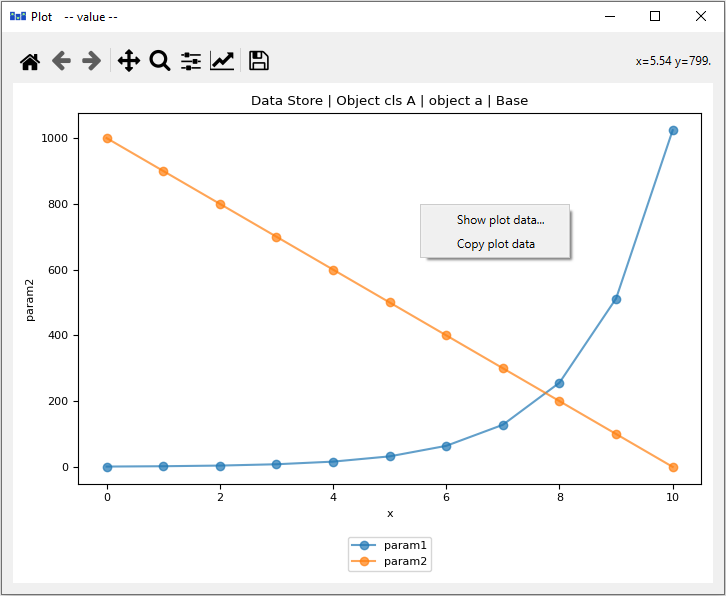 Plot -- value --
x=5.54 y=799.
Data Store | Object cls A | object a | Base
1000
800
600
400
200
0
param2
Show plot data...
Copy plot data
0 2 4 6 8 10
x
param1
param2